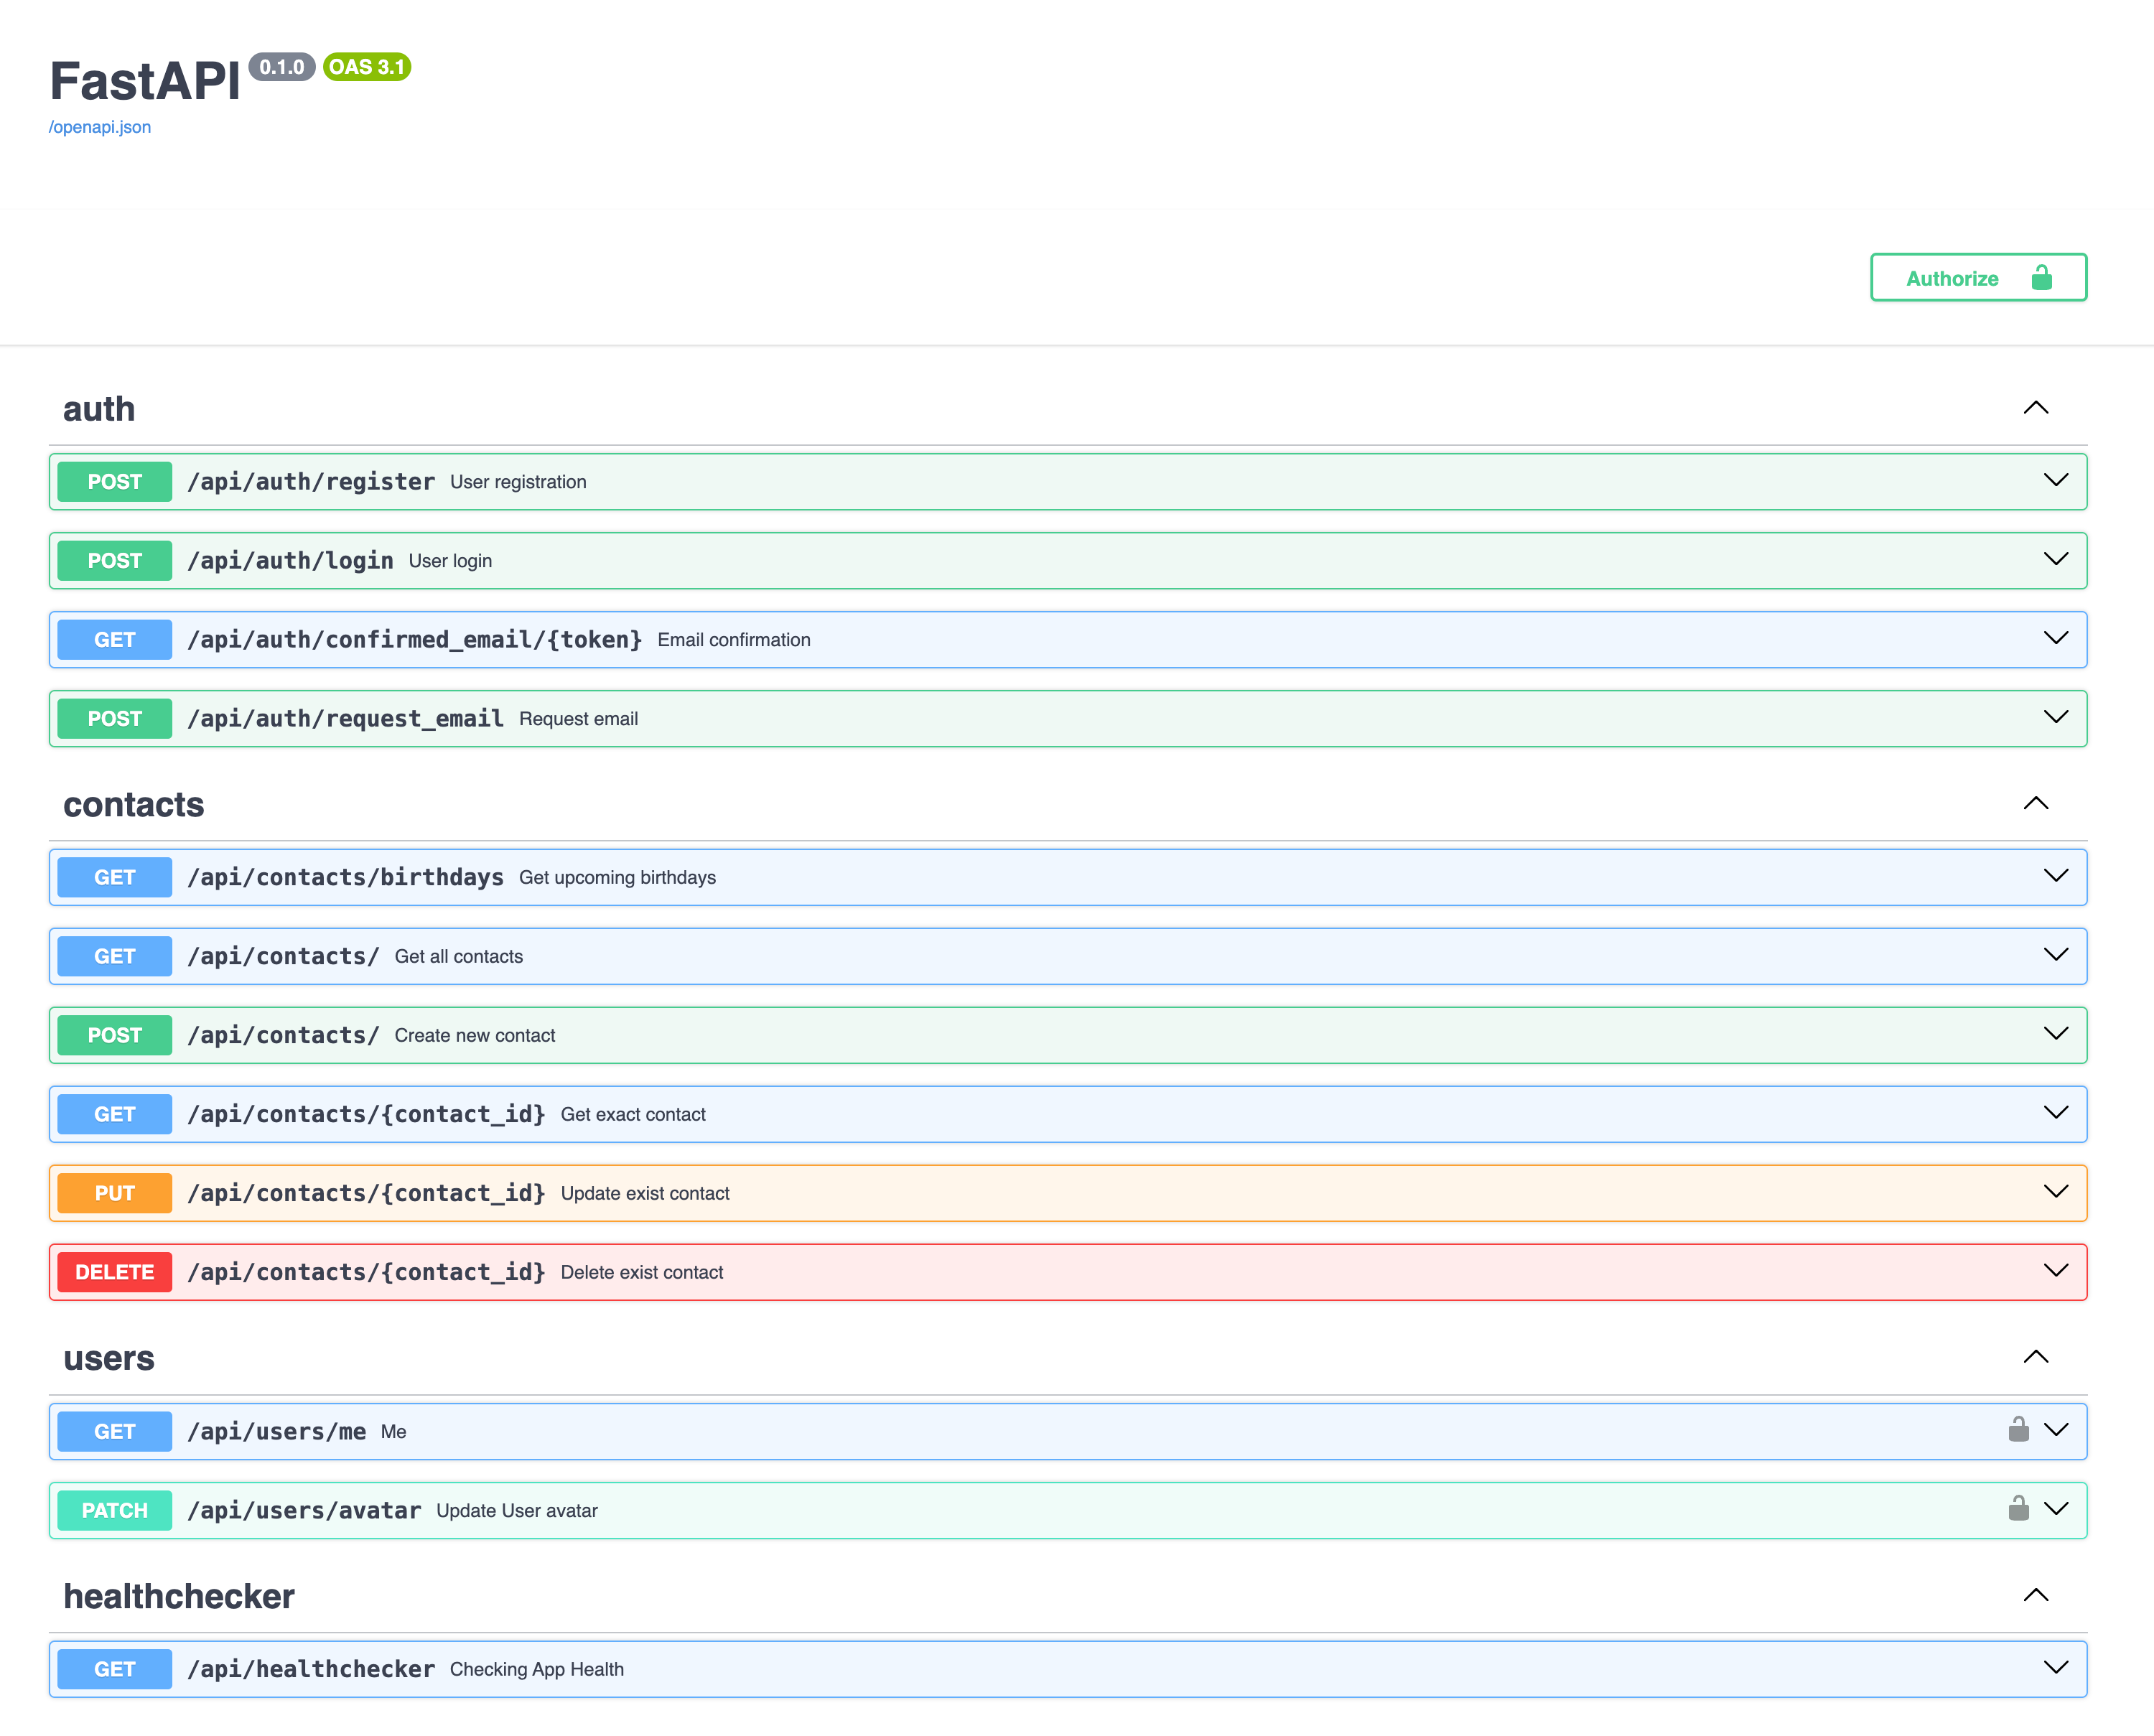 FastAPI 0.1.0 OAS 3.1
/openapi.json
Authorize
auth
POST /api/auth/register User registration
POST /api/auth/login User login
GET /api/auth/confirmed_email/{token} Email confirmation
POST /api/auth/request_email Request email
contacts
GET /api/contacts/birthdays Get upcoming birthdays
GET /api/contacts/ Get all contacts
POST /api/contacts/ Create new contact
GET /api/contacts/{contact_id} Get exact contact
PUT /api/contacts/{contact_id} Update exist contact
DELETE /api/contacts/{contact_id} Delete exist contact
users
GET /api/users/me Me
PATCH /api/users/avatar Update User avatar
healthchecker
GET /api/healthchecker Checking App Health